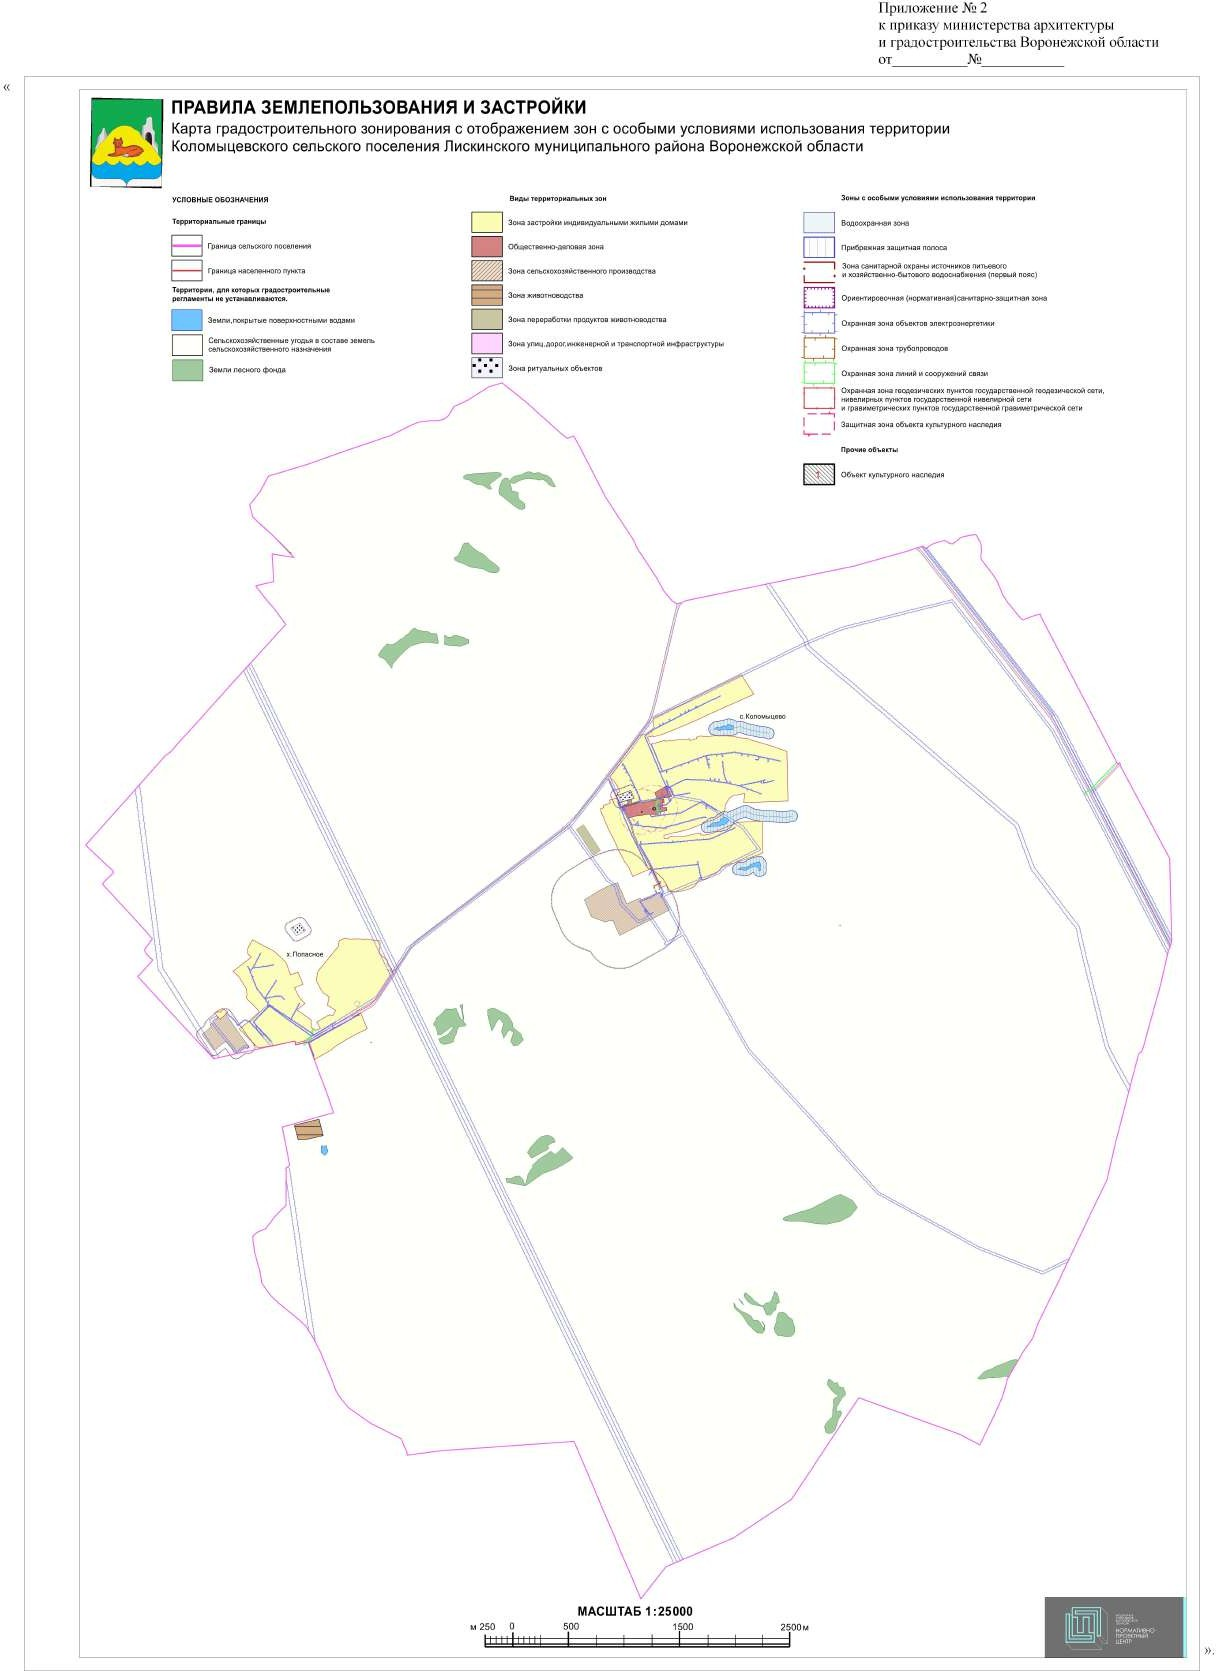 Приложение № 2
к приказу министерства архитектуры
и градостроительства Воронежской области
от___________№____________
«
ПРАВИЛА ЗЕМЛЕПОЛЬЗОВАНИЯ И ЗАСТРОЙКИ
Карта градостроительного зонирования с отображением зон с особыми условиями использования территории
Коломыцевского сельского поселения Лискинского муниципального района Воронежской области
УСЛОВНЫЕ ОБОЗНАЧЕНИЯ
Территориальные границы
Граница сельского поселения
Граница населенного пункта
Территории, для которых градостроительные
регламенты не устанавливаются.
Земли,покрытые поверхностными водами
Сельскохозяйственные угодья в составе земель
сельскохозяйственного назначения
Земли лесного фонда
Виды территориальных зон
Зона застройки индивидуальными жилыми домами
Общественно-деловая зона
Зона сельскохозяйственного производства
Зона животноводства
Зона переработки продуктов животноводства
Зона улиц,дорог,инженерной и транспортной инфраструктуры
Зона ритуальных объектов
Зоны с особыми условиями использования территории
Водоохранная зона
Прибрежная защитная полоса
Зона санитарной охраны источников питьевого
и хозяйственно-бытового водоснабжения (первый пояс)
Ориентировочная (нормативная)санитарно-защитная зона
Охранная зона объектов электроэнергетики
Охранная зона трубопроводов
Охранная зона линий и сооружений связи
Охранная зона геодезических пунктов государственной геодезической сети,
нивелирных пунктов государственной нивелирной сети
и гравиметрических пунктов государственной гравиметрической сети
Защитная зона объекта культурного наследия
Прочие объекты
Объект культурного наследия
с.Коломыцево
х.Попасное
МАСШТАБ 1:25000
м 250 0 500 1500 2500м
НОРМАТИВНО-
ПРОЕКТНЫЙ
ЦЕНТР
».